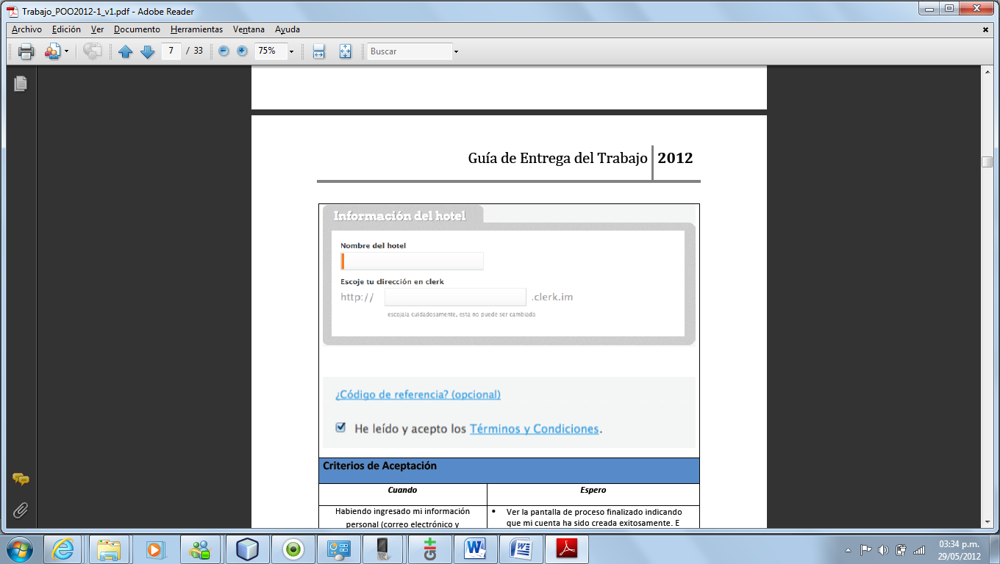 Trabajo_POO2012-1_v1.pdf - Adobe Reader
Archivo Edición Ver Documento Herramientas Ventana Ayuda
7 / 33 75% Buscar
Guía de Entrega del Trabajo 2012
Información del hotel
Nombre del hotel
Escoje tu dirección en clerk
http:// .clerk.im
escojala cuidadosamente, esta no puede ser cambiada
¿Código de referencia? (opcional)
He leído y acepto los Términos y Condiciones.
Criterios de Aceptación
Cuando Espero
Habiendo ingresado mi información
personal (correo electrónico y
• Ver la pantalla de proceso finalizado indicando
que mi cuenta ha sido creada exitosamente. E
03:34 p.m.
29/05/2012